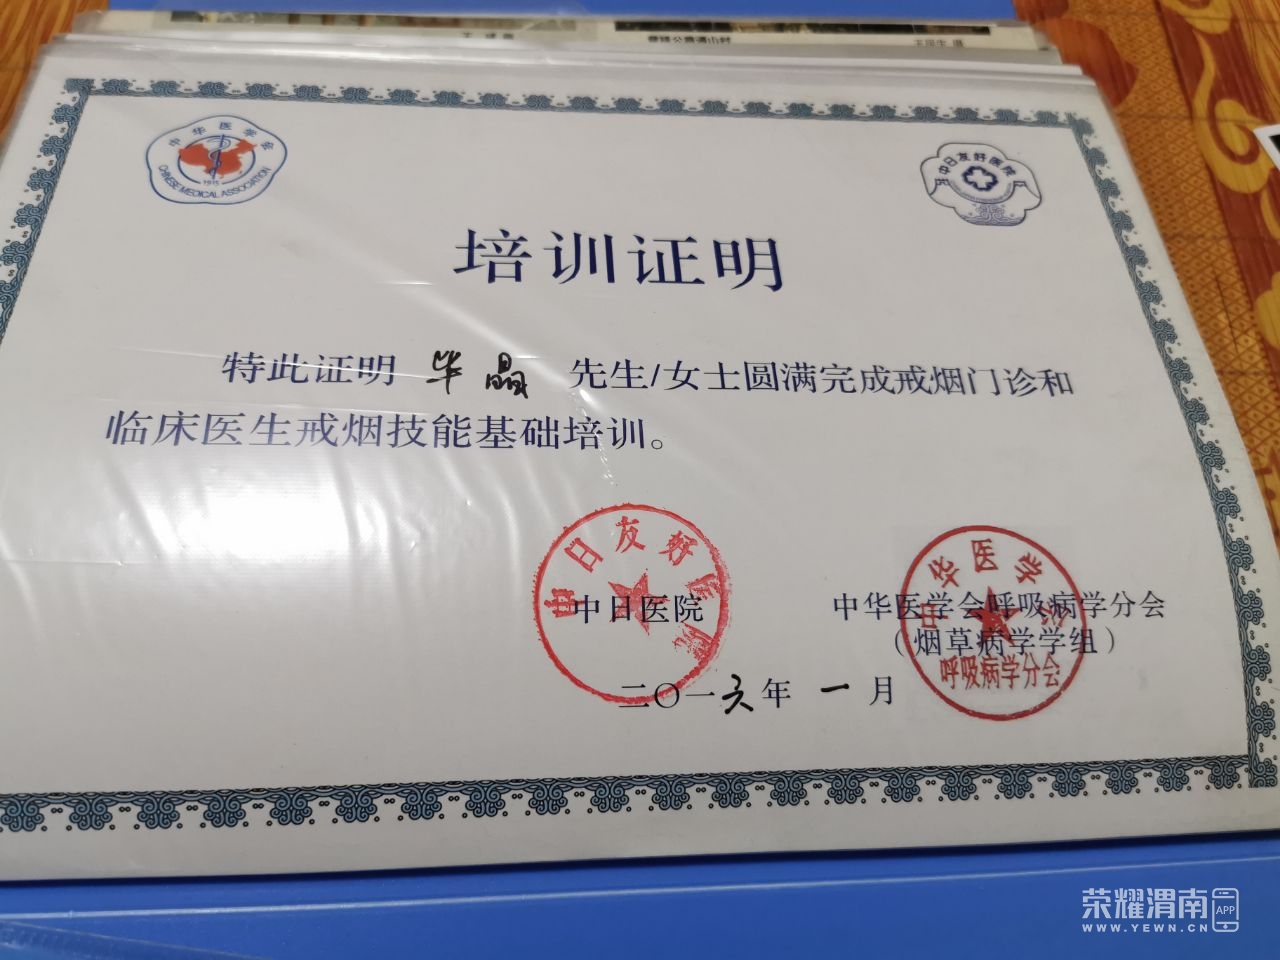 中华医学会
CHINESE MEDICAL ASSOCIATION
1915
中日友好医院
培训证明
特此证明 毕晶 先生/女士圆满完成戒烟门诊和
临床医生戒烟技能基础培训。
中日友好医院
中日医院
中华医学会
中华医学会呼吸病学分会
（烟草病学学组）
呼吸病学分会
二〇一六年 一 月
荣耀渭南 APP
WWW.YEWN.CN